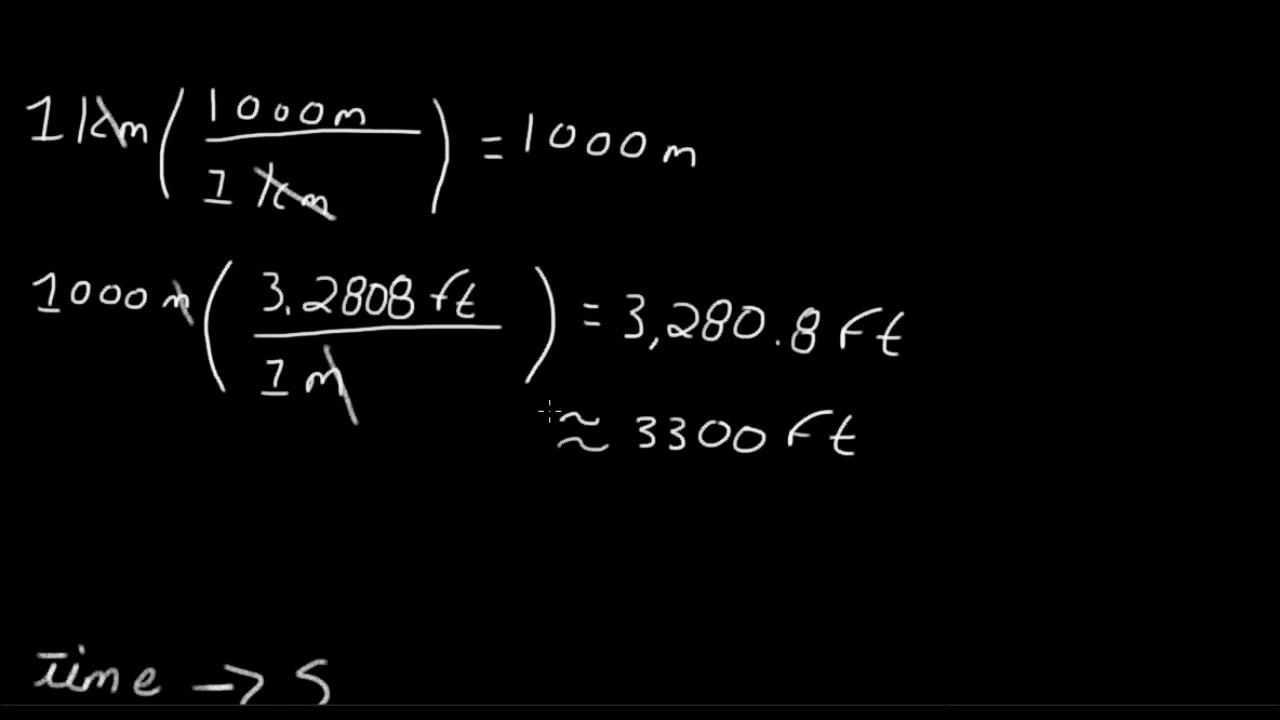 1 km ( 1000 m / 1 km ) = 1000 m
1000 m ( 3.2808 ft / 1 m ) = 3,280.8 ft
≈ 3300 ft
time → s